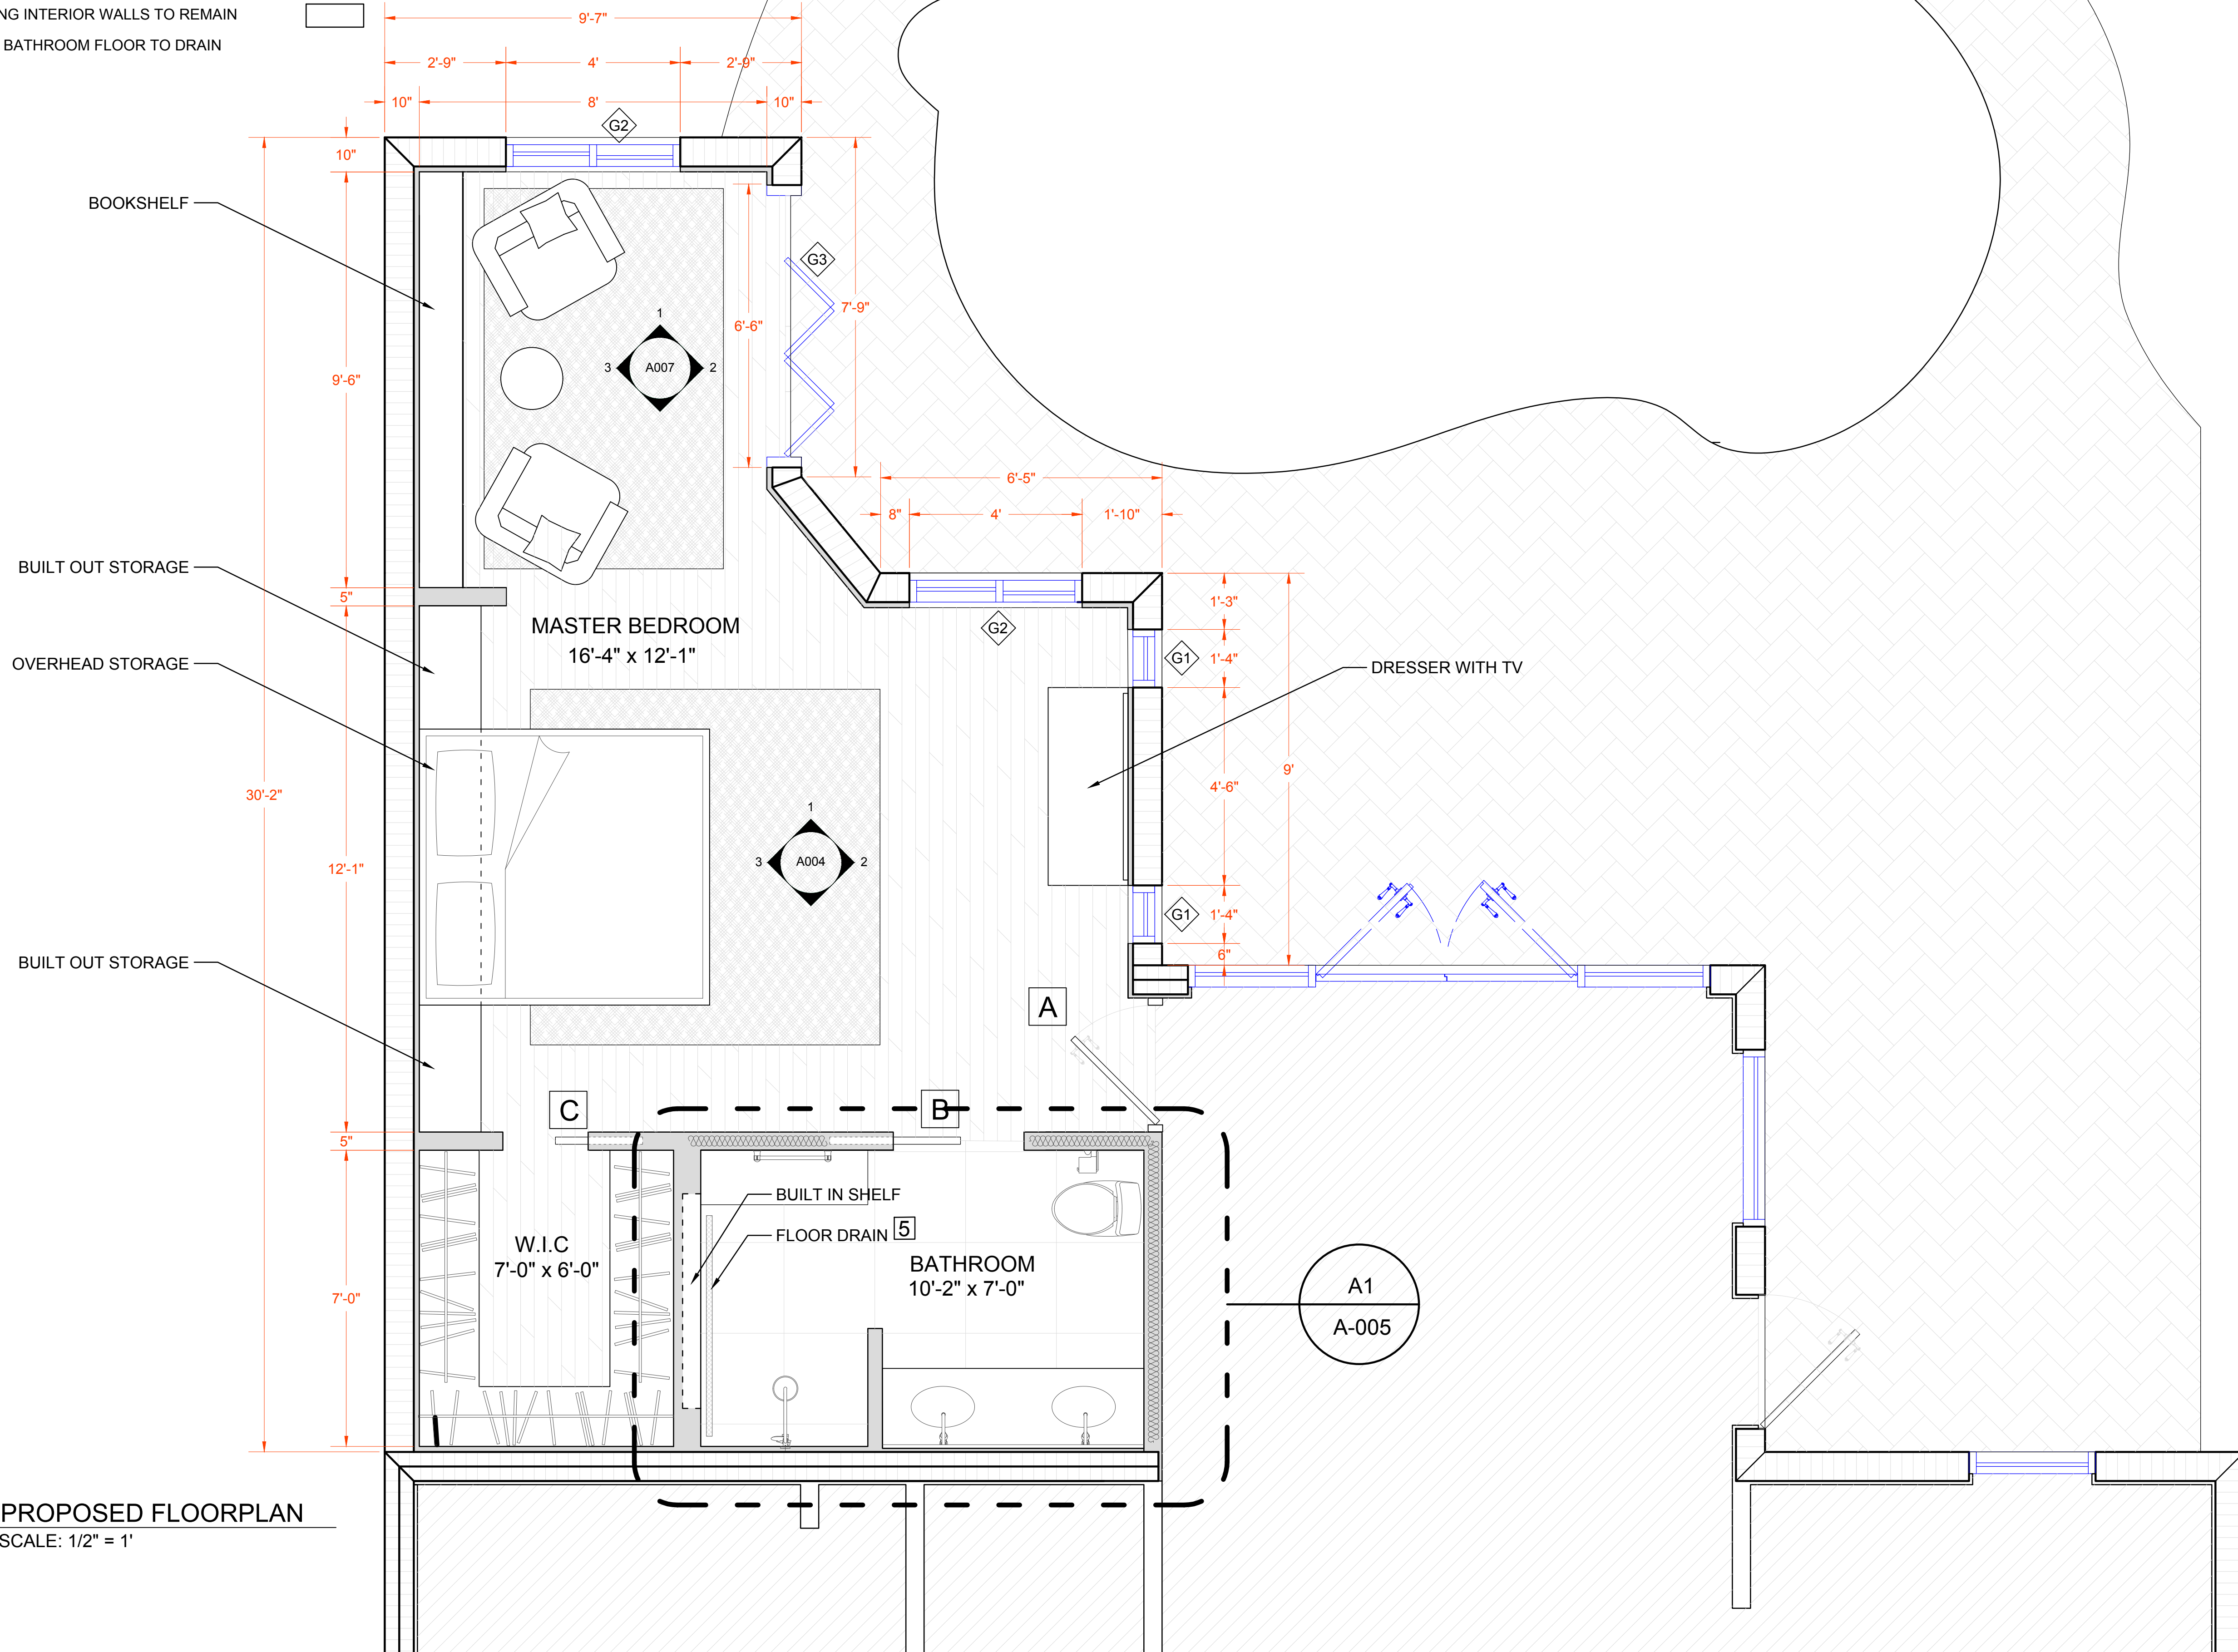 NG INTERIOR WALLS TO REMAIN
BATHROOM FLOOR TO DRAIN
9'-7"
2'-9"
4'
2'-9"
10"
8'
10"
G2
10"
BOOKSHELF
G3
7'-9"
6'-6"
1
3
A007
2
9'-6"
6'-5"
8"
4'
1'-10"
BUILT OUT STORAGE
5"
1'-3"
MASTER BEDROOM
16'-4" x 12'-1"
G2
G1
1'-4"
OVERHEAD STORAGE
DRESSER WITH TV
9'
4'-6"
30'-2"
12'-1"
1
3
A004
2
G1
1'-4"
6"
BUILT OUT STORAGE
A
C
B
5"
BUILT IN SHELF
FLOOR DRAIN
5
W.I.C
7'-0" x 6'-0"
BATHROOM
10'-2" x 7'-0"
7'-0"
A1
A-005
PROPOSED FLOORPLAN
SCALE: 1/2" = 1'